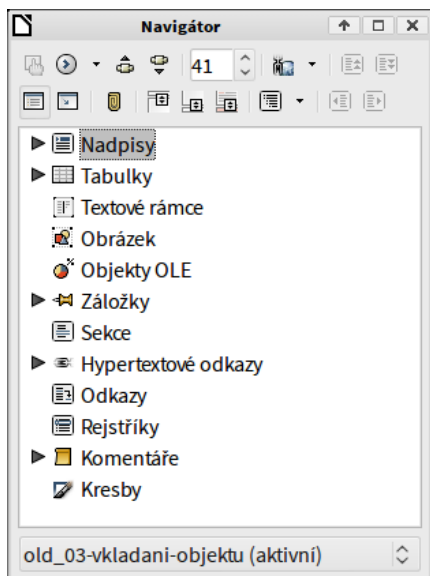 Navigátor
41
Nadpisy
Tabulky
Textové rámce
Obrázek
Objekty OLE
Záložky
Sekce
Hypertextové odkazy
Odkazy
Rejstříky
Komentáře
Kresby
old_03-vkladani-objektu (aktivní)